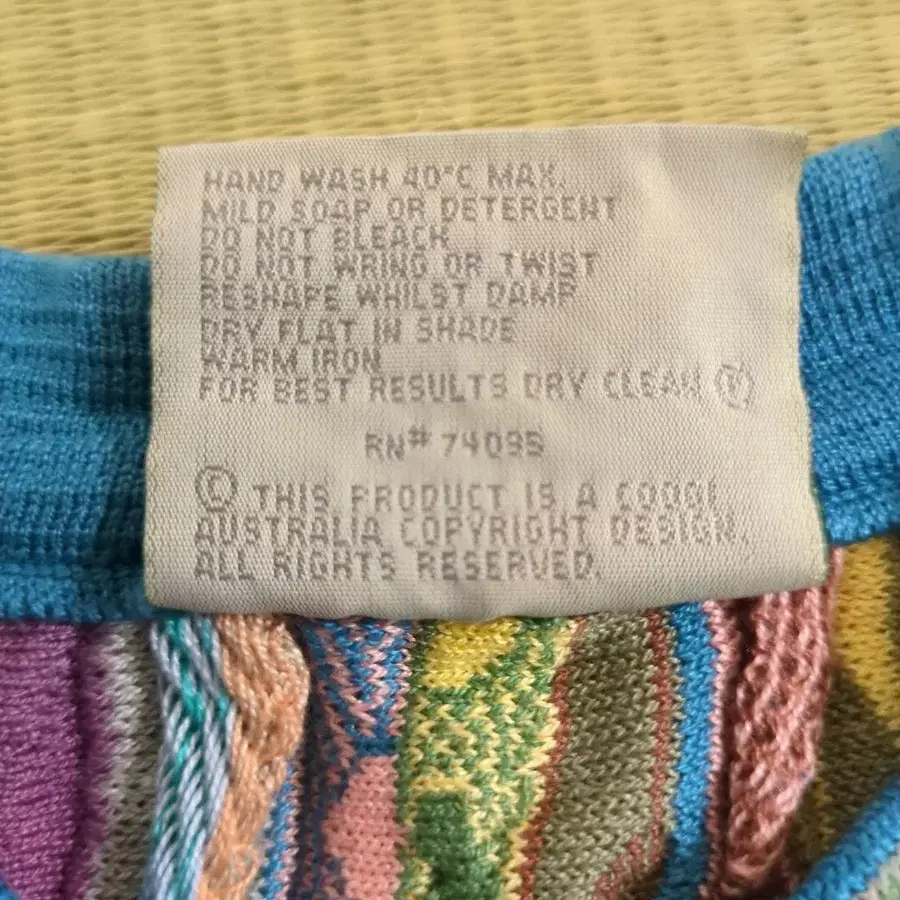 HAND WASH 40°C MAX.
MILD SOAP OR DETERGENT
DO NOT BLEACH
DO NOT WRING OR TWIST
RESHAPE WHILST DAMP
DRY FLAT IN SHADE
WARM IRON
FOR BEST RESULTS DRY CLEAN Ⓟ
RN# 74095
© THIS PRODUCT IS A COOGI
AUSTRALIA COPYRIGHT DESIGN.
ALL RIGHTS RESERVED.